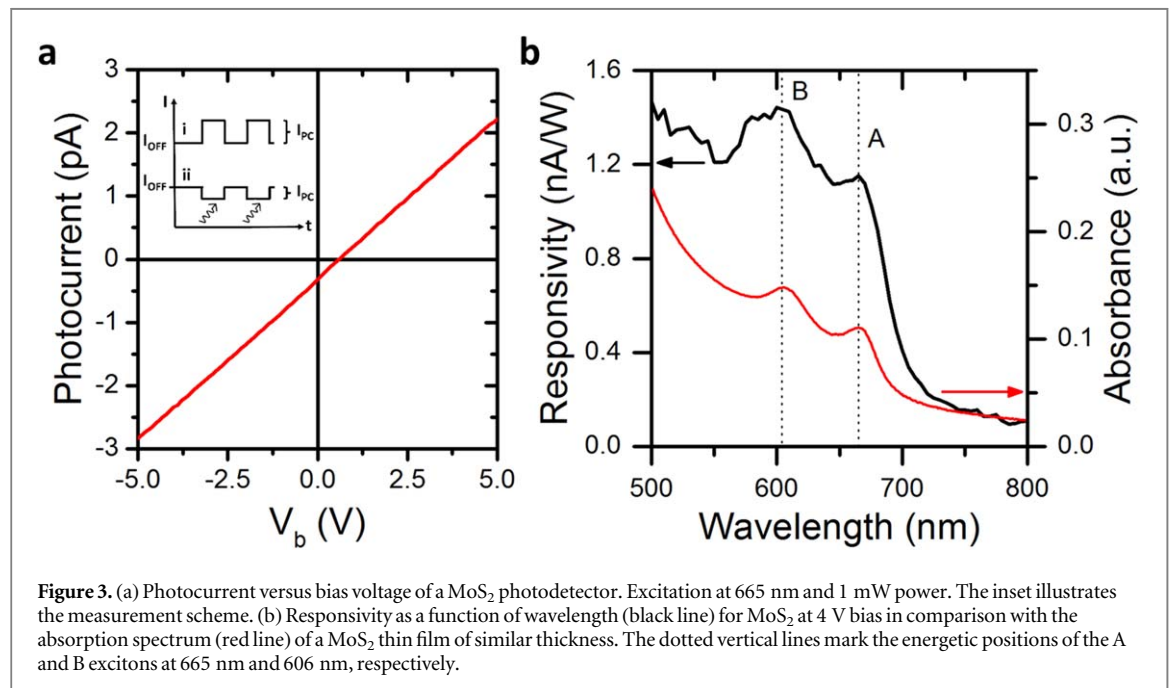 a
3
2
1
0
-1
-2
-3
Photocurrent (pA)
-5.0 -2.5 0.0 2.5 5.0
V_b (V)
I
i
I_OFF
} I_PC
ii
I_OFF
} I_PC
t
b
1.6
1.2
0.8
0.4
0.0
Responsivity (nA/W)
B
A
0.3
0.2
0.1
0.0
Absorbance (a.u.)
500 600 700 800
Wavelength (nm)
Figure 3. (a) Photocurrent versus bias voltage of a MoS₂ photodetector. Excitation at 665 nm and 1 mW power. The inset illustrates
the measurement scheme. (b) Responsivity as a function of wavelength (black line) for MoS₂ at 4 V bias in comparison with the
absorption spectrum (red line) of a MoS₂ thin film of similar thickness. The dotted vertical lines mark the energetic positions of the A
and B excitons at 665 nm and 606 nm, respectively.